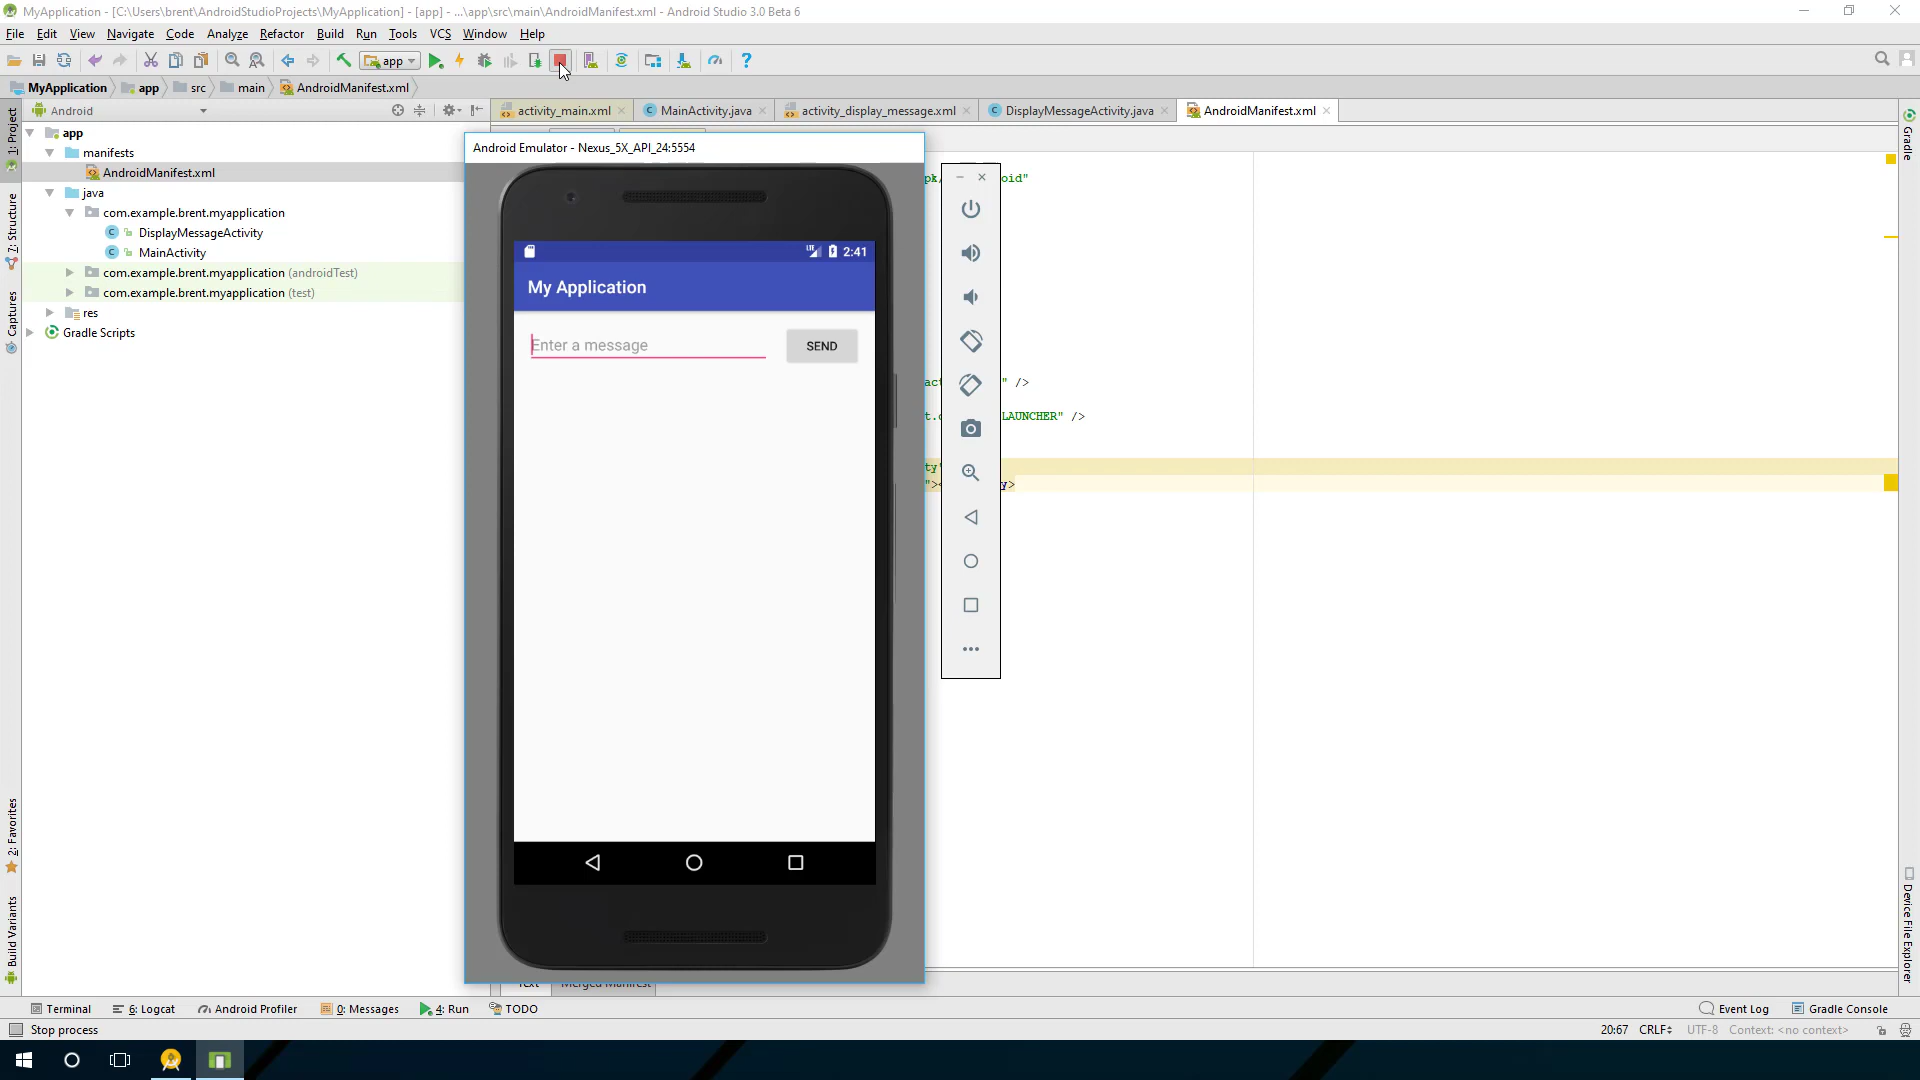 MyApplication - [C:\Users\brent\AndroidStudioProjects\MyApplication] - [app] - ...\app\src\main\AndroidManifest.xml - Android Studio 3.0 Beta 6
File Edit View Navigate Code Analyze Refactor Build Run Tools VCS Window Help
app
MyApplication app src main AndroidManifest.xml
Android
activity_main.xml MainActivity.java activity_display_message.xml DisplayMessageActivity.java AndroidManifest.xml
1: Project
7: Structure
Captures
2: Favorites
Build Variants
app
manifests
AndroidManifest.xml
java
com.example.brent.myapplication
DisplayMessageActivity
MainActivity
com.example.brent.myapplication (androidTest)
com.example.brent.myapplication (test)
res
Gradle Scripts
Android Emulator - Nexus_5X_API_24:5554
LTE 2:41
My Application
Enter a message SEND
pk/ oid"
act " />
t.c LAUNCHER" />
ty"
">< y>
Gradle
Device File Explorer
Text Merged Manifest
Terminal 6: Logcat Android Profiler 0: Messages 4: Run TODO Event Log Gradle Console
Stop process 20:67 CRLF UTF-8 Context: <no context>